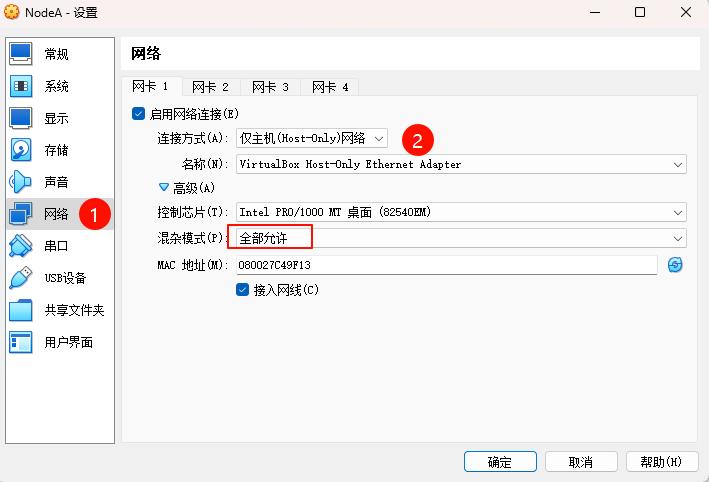 NodeA - 设置
常规
系统
显示
存储
声音
网络
1
串口
USB设备
共享文件夹
用户界面
网络
网卡 1 网卡 2 网卡 3 网卡 4
启用网络连接(E)
连接方式(A): 仅主机(Host-Only)网络
2
名称(N): VirtualBox Host-Only Ethernet Adapter
高级(A)
控制芯片(T): Intel PRO/1000 MT 桌面 (82540EM)
混杂模式(P): 全部允许
MAC 地址(M): 080027C49F13
接入网线(C)
确定 取消 帮助(H)